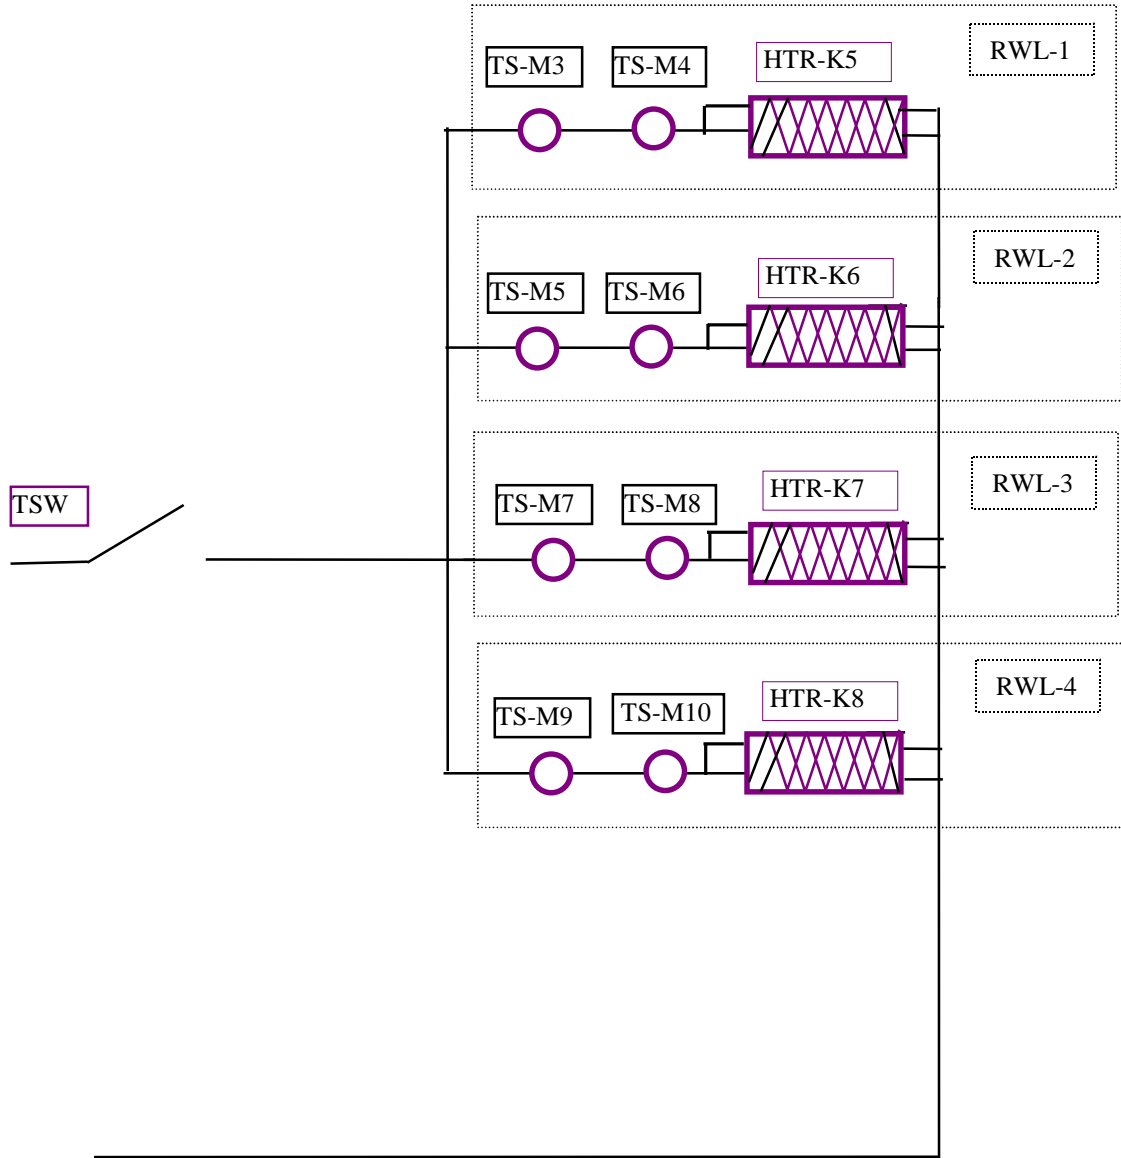 TS-M3
TS-M4
HTR-K5
RWL-1
TS-M5
TS-M6
HTR-K6
RWL-2
TSW
TS-M7
TS-M8
HTR-K7
RWL-3
TS-M9
TS-M10
HTR-K8
RWL-4